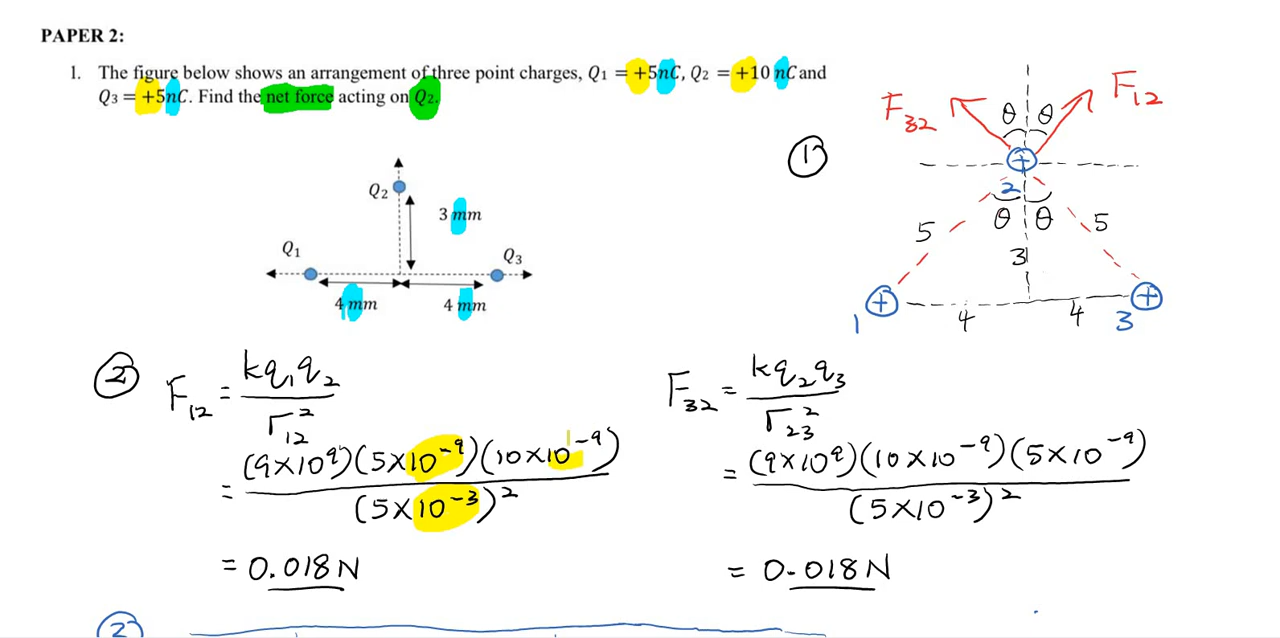 PAPER 2:
1. The figure below shows an arrangement of three point charges, Q1 = +5nC, Q2 = +10 nC and
Q3 = +5nC. Find the net force acting on Q2.
①
F32
θ θ
F12
2
θ θ
5
5
3
1
+
+
+
4
4
3
Q2
3 mm
Q1
Q3
4 mm
4 mm
②
F12 = kq1q2 / r12²
= (9×10⁹)(5×10⁻⁹)(10×10⁻⁹) / (5×10⁻³)²
= 0.018 N
F32 = kq2q3 / r23²
= (9×10⁹)(10×10⁻⁹)(5×10⁻⁹) / (5×10⁻³)²
= 0.018 N